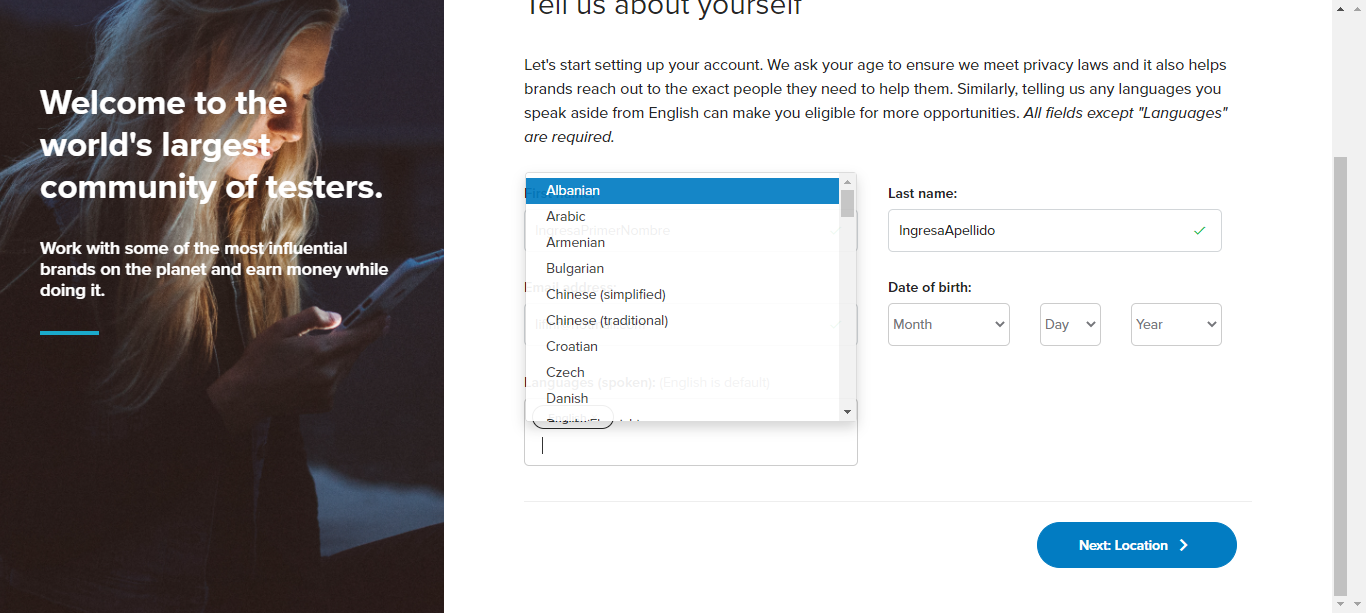 Tell us about yourself
Welcome to the
world's largest
community of testers.
Work with some of the most influential
brands on the planet and earn money while
doing it.
Let's start setting up your account. We ask your age to ensure we meet privacy laws and it also helps
brands reach out to the exact people they need to help them. Similarly, telling us any languages you
speak aside from English can make you eligible for more opportunities. All fields except "Languages"
are required.
Albanian
Arabic
IngresaPrimerNombre
Armenian
Bulgarian
Email address:
Chinese (simplified)
Chinese (traditional)
Croatian
Czech
Languages (spoken): (English is default)
Danish
English
Last name:
IngresaApellido
Date of birth:
Month
Day
Year
Next: Location